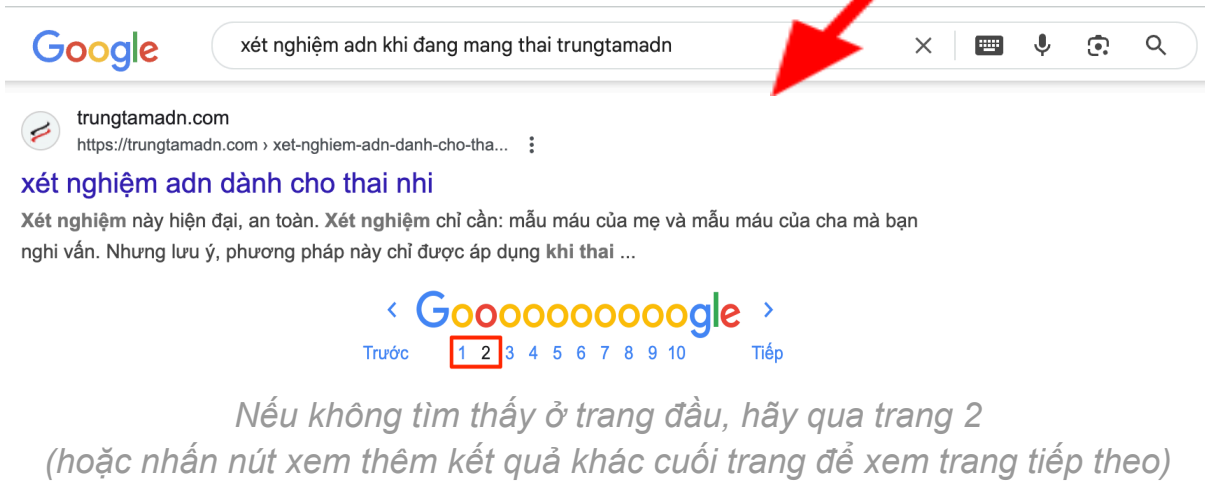 Google
xét nghiệm adn khi đang mang thai trungtamadn
trungtamadn.com
https://trungtamadn.com › xet-nghiem-adn-danh-cho-tha...
xét nghiệm adn dành cho thai nhi
Xét nghiệm này hiện đại, an toàn. Xét nghiệm chỉ cần: mẫu máu của mẹ và mẫu máu của cha mà bạn
nghi vấn. Nhưng lưu ý, phương pháp này chỉ được áp dụng khi thai ...
Goooooooooogle
Trước 1 2 3 4 5 6 7 8 9 10 Tiếp
Nếu không tìm thấy ở trang đầu, hãy qua trang 2
(hoặc nhấn nút xem thêm kết quả khác cuối trang để xem trang tiếp theo)